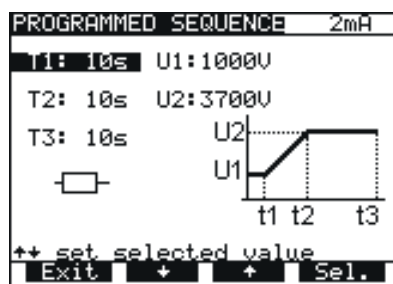 PROGRAMMED SEQUENCE 2mA
T1: 10s U1:1000V
T2: 10s U2:3700V
T3: 10s
U2
U1
t1 t2 t3
↑↓ set selected value
Exit ↓ ↑ Sel.